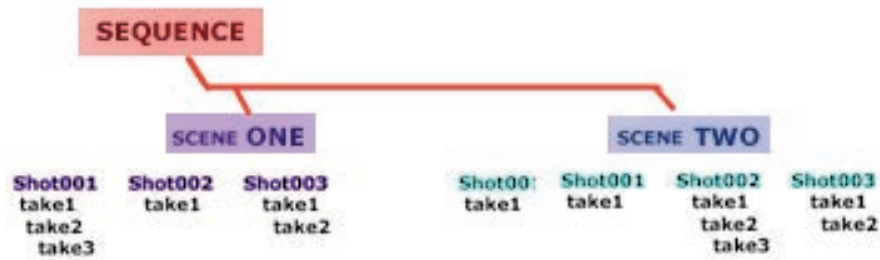 SEQUENCE
SCENE ONE
SCENE TWO
Shot001 Shot002 Shot003 Shot001 Shot002 Shot003
take1 take1 take1 take1 take1 take1 take1
take2 take2 take2 take2
take3 take3